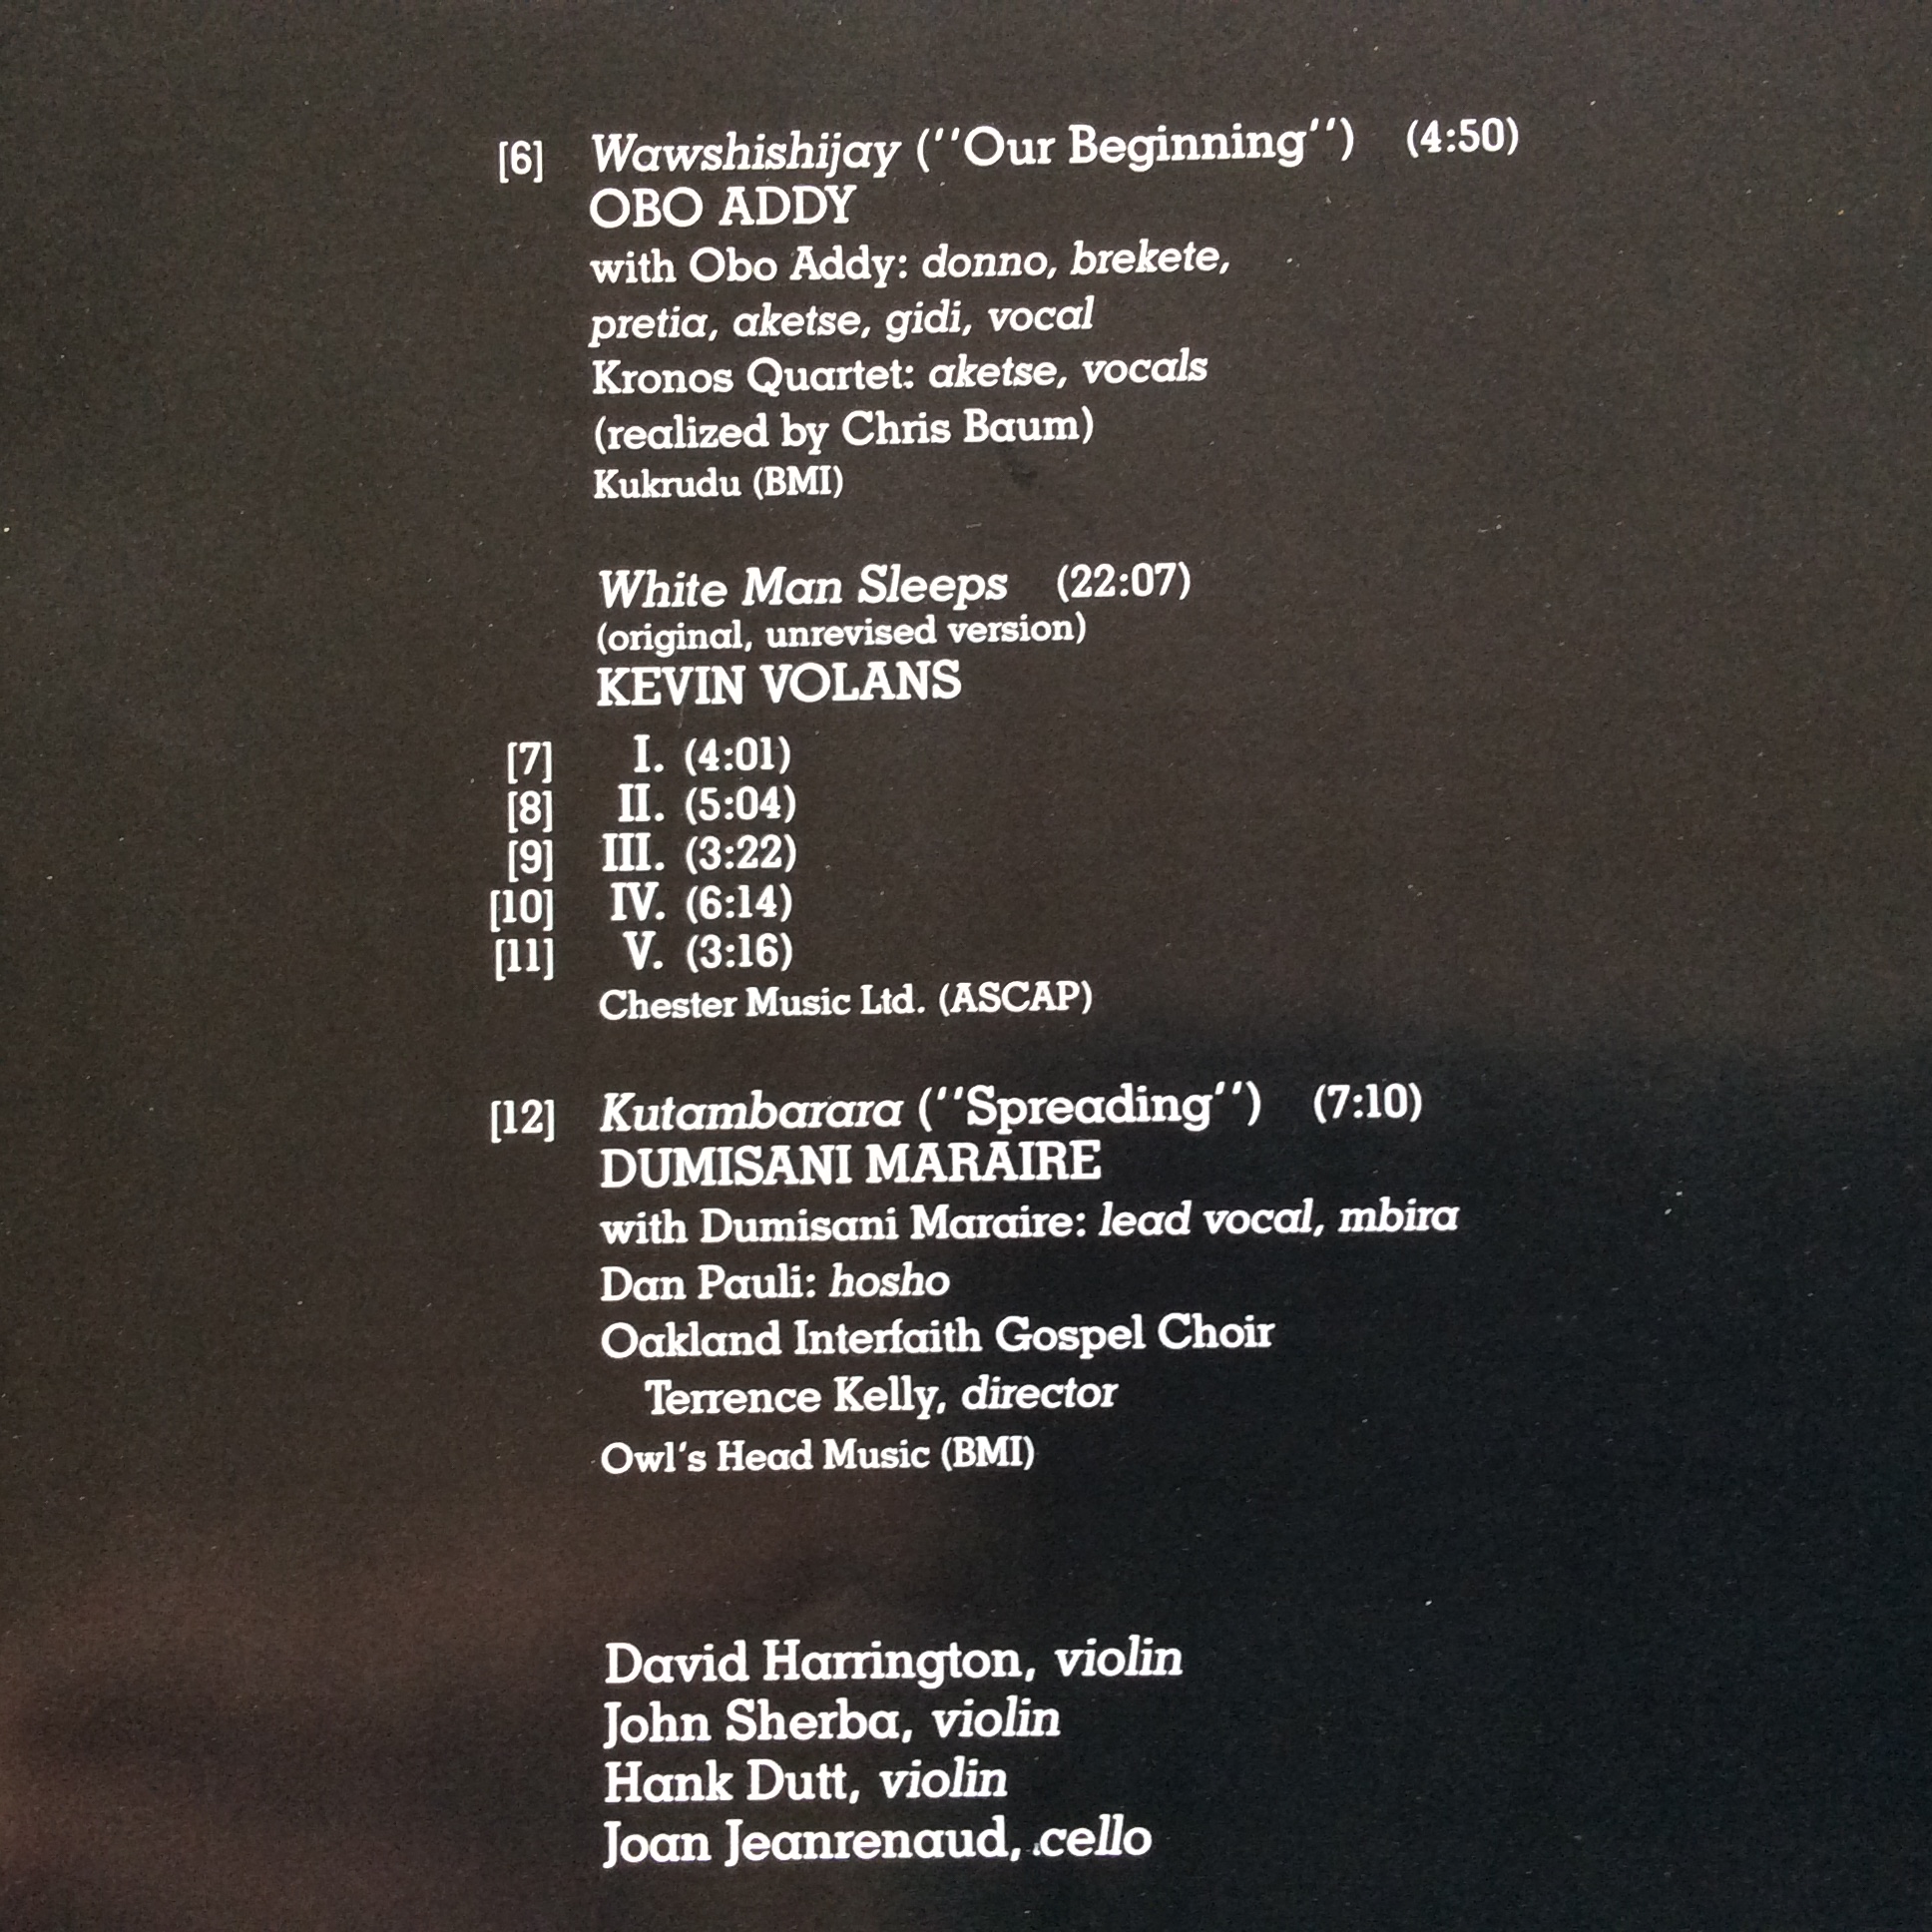 [6] Wawshishijay (''Our Beginning'') (4:50)
OBO ADDY
with Obo Addy: donno, brekete,
pretia, aketse, gidi, vocal
Kronos Quartet: aketse, vocals
(realized by Chris Baum)
Kukrudu (BMI)
White Man Sleeps (22:07)
(original, unrevised version)
KEVIN VOLANS
[7] I. (4:01)
[8] II. (5:04)
[9] III. (3:22)
[10] IV. (6:14)
[11] V. (3:16)
Chester Music Ltd. (ASCAP)
[12] Kutambarara (''Spreading'') (7:10)
DUMISANI MARAIRE
with Dumisani Maraire: lead vocal, mbira
Dan Pauli: hosho
Oakland Interfaith Gospel Choir
Terrence Kelly, director
Owl's Head Music (BMI)
David Harrington, violin
John Sherba, violin
Hank Dutt, violin
Joan Jeanrenaud, cello